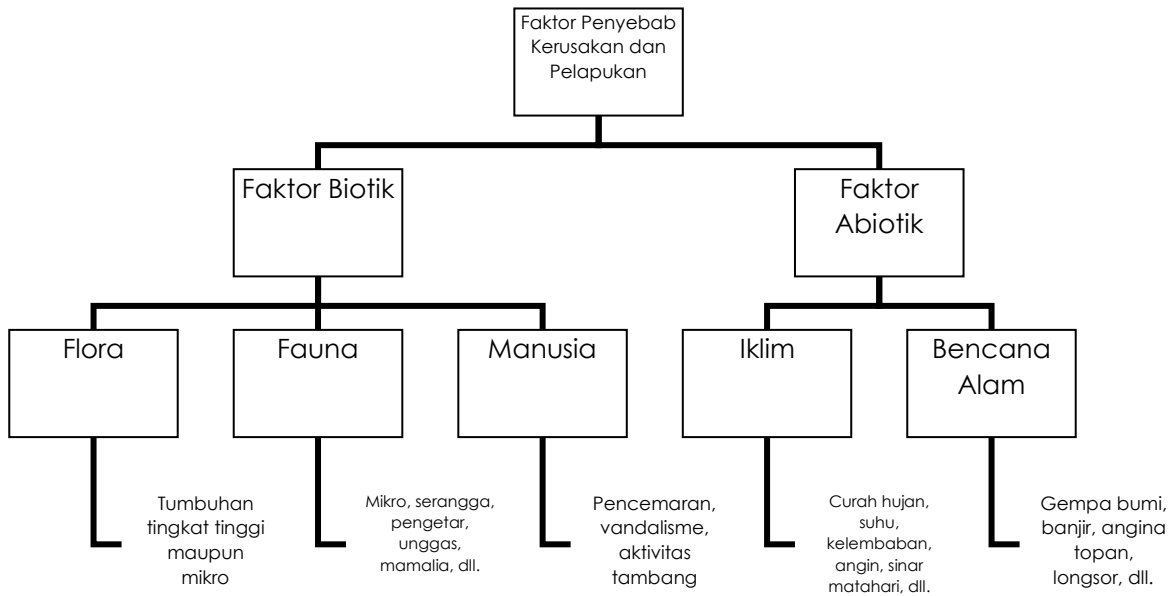 Faktor Penyebab
Kerusakan dan
Pelapukan
Faktor Biotik
Faktor
Abiotik
Flora
Fauna
Manusia
Iklim
Bencana
Alam
Tumbuhan
tingkat tinggi
maupun
mikro
Mikro, serangga,
pengetar,
unggas,
mamalia, dll.
Pencemaran,
vandalisme,
aktivitas
tambang
Curah hujan,
suhu,
kelembaban,
angin, sinar
matahari, dll.
Gempa bumi,
banjir, angina
topan,
longsor, dll.